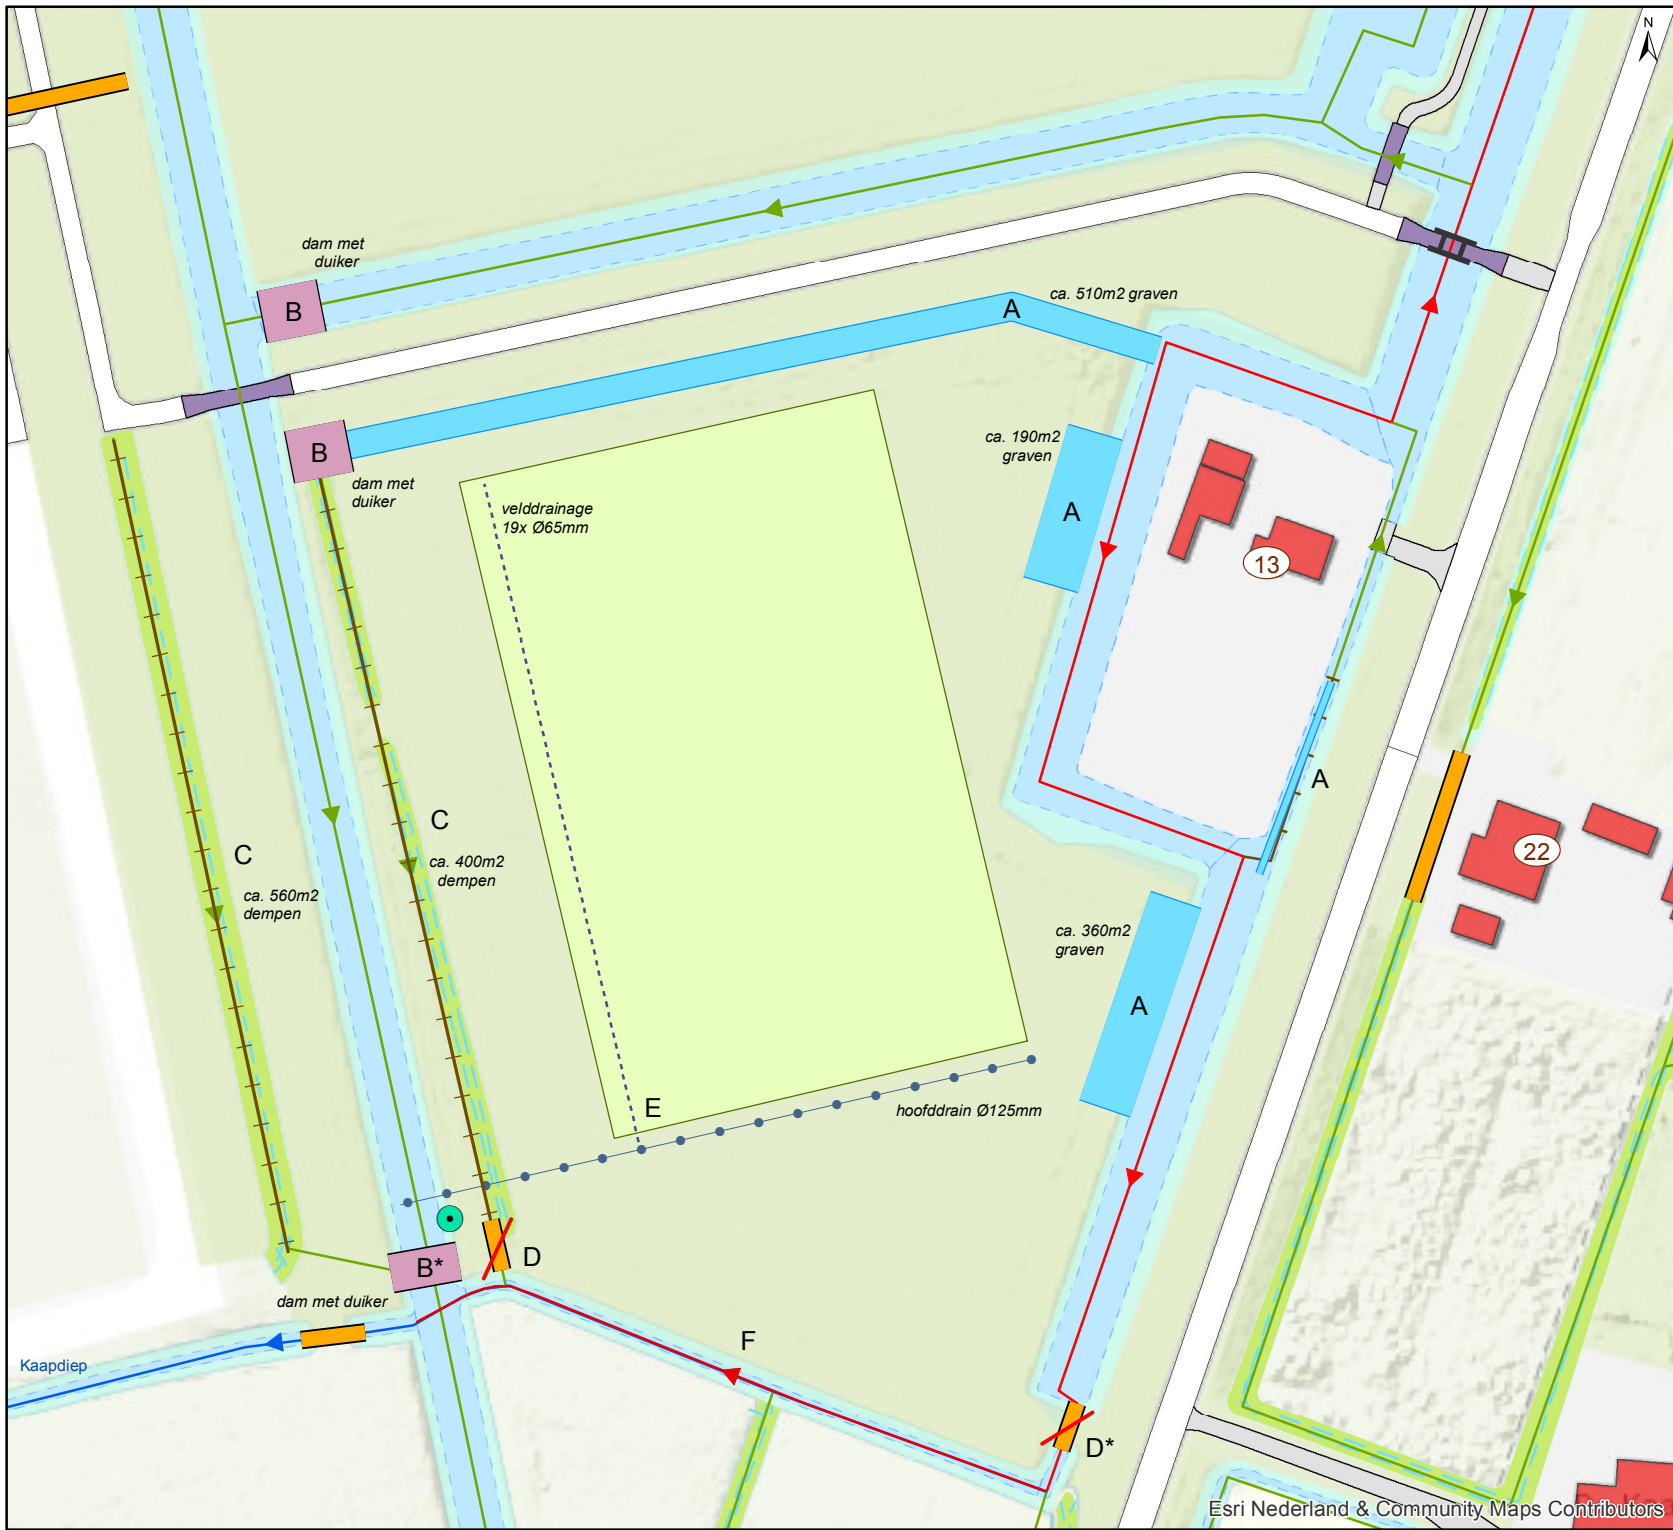 N
dam met
duiker
B
A
ca. 510m2 graven
B
dam met
duiker
ca. 190m2
graven
A
velddrainage
19x Ø65mm
13
A
C
ca. 400m2
dempen
C
ca. 560m2
dempen
22
ca. 360m2
graven
A
E
hoofddrain Ø125mm
B*
D
dam met duiker
F
Kaapdiep
D*
Esri Nederland & Community Maps Contributors